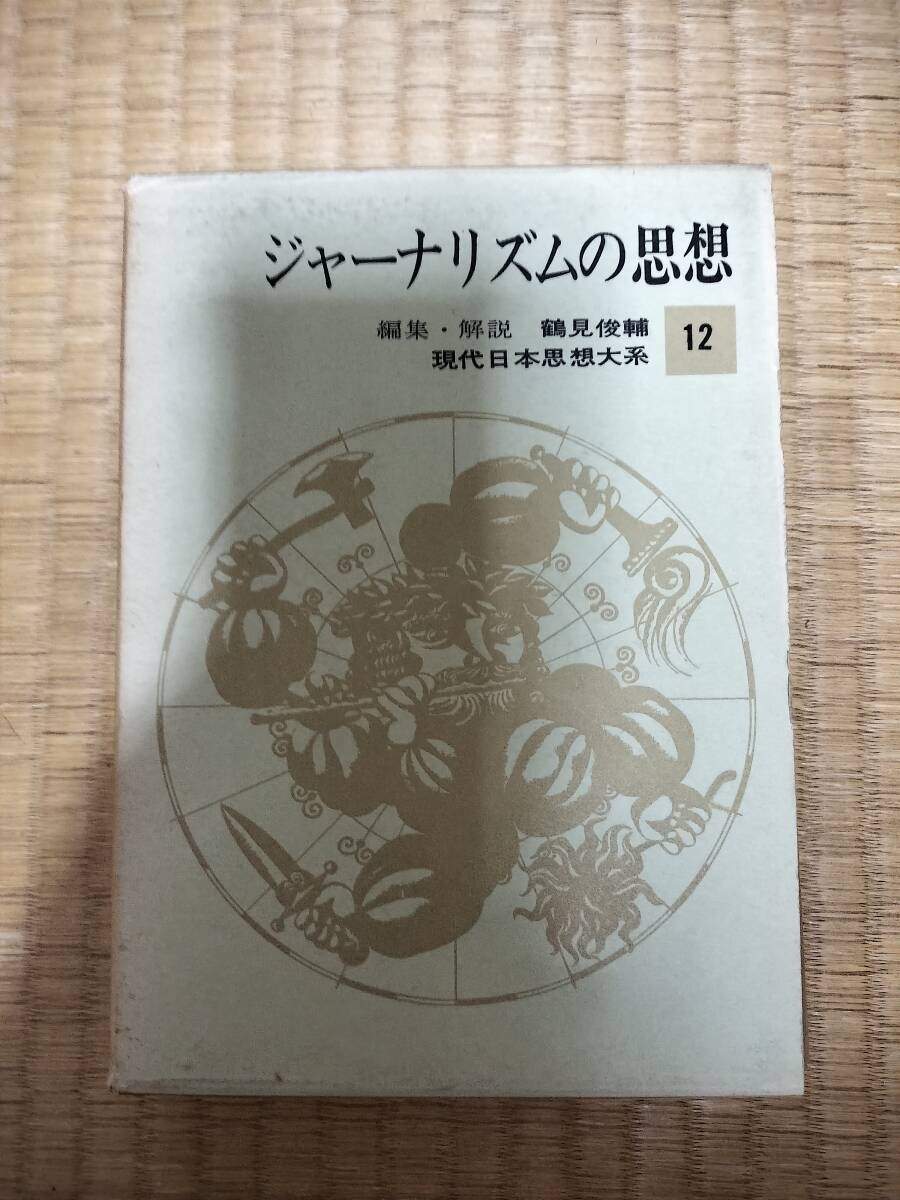 ジャーナリズムの思想
編集・解説 鶴見俊輔
現代日本思想大系
12